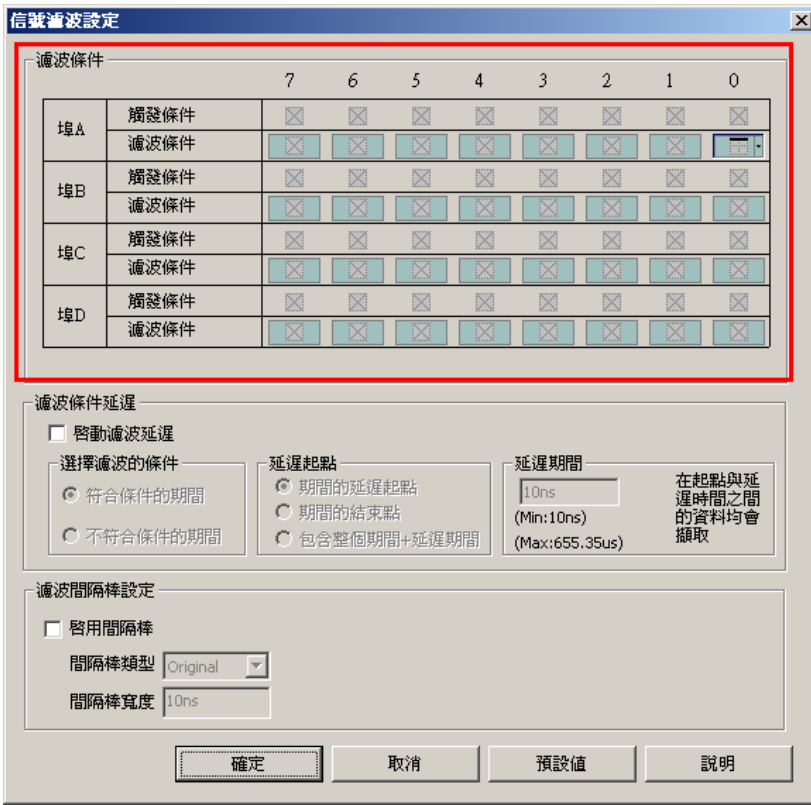 信號濾波設定
濾波條件
7 6 5 4 3 2 1 0
埠A
觸發條件
濾波條件
埠B
觸發條件
濾波條件
埠C
觸發條件
濾波條件
埠D
觸發條件
濾波條件
濾波條件延遲
啓動濾波延遲
選擇濾波的條件
符合條件的期間
不符合條件的期間
延遲起點
期間的延遲起點
期間的結束點
包含整個期間+延遲期間
延遲期間
10ns
(Min:10ns)
(Max:655.35us)
在起點與延
遲時間之間
的資料均會
擷取
濾波間隔棒設定
啓用間隔棒
間隔棒類型 Original
間隔棒寬度 10ns
確定 取消 預設值 說明